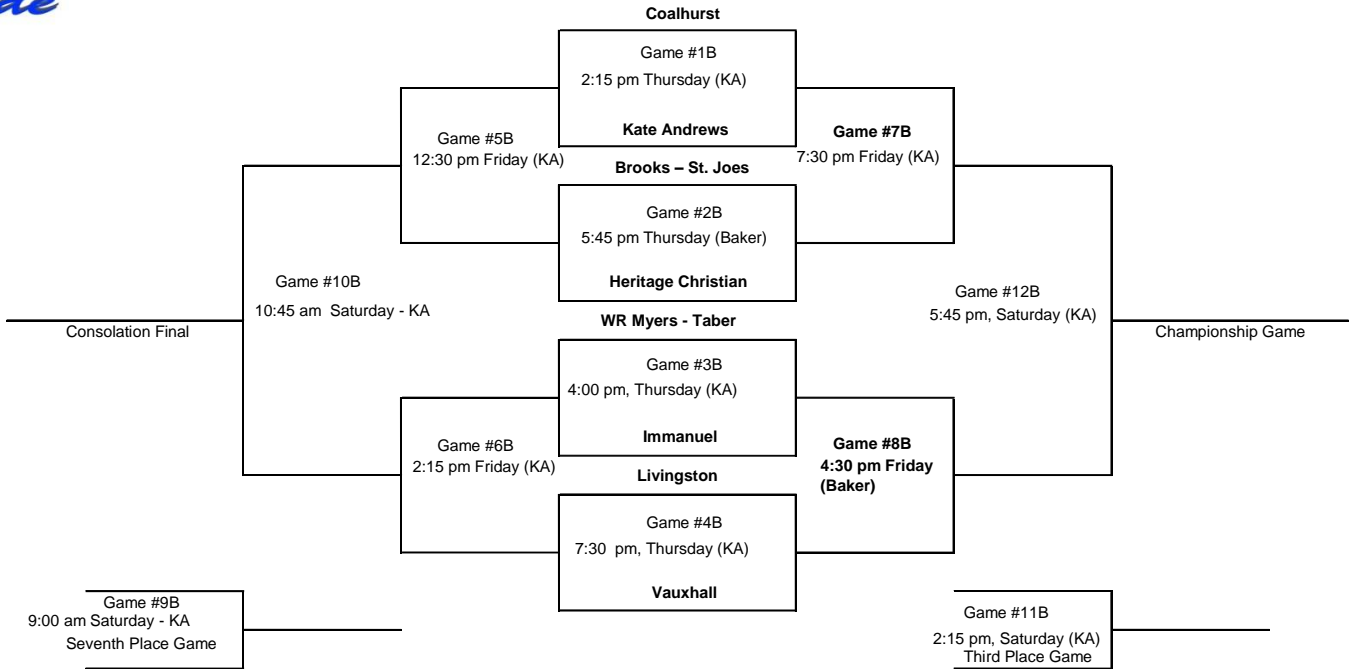 Coalhurst
Game #1B
2:15 pm Thursday (KA)
Kate Andrews
Game #5B
12:30 pm Friday (KA)
Game #7B
7:30 pm Friday (KA)
Brooks – St. Joes
Game #2B
5:45 pm Thursday (Baker)
Heritage Christian
Game #10B
10:45 am  Saturday - KA
Game #12B
5:45 pm, Saturday (KA)
WR Myers - Taber
Consolation Final
Championship Game
Game #3B
4:00 pm, Thursday (KA)
Immanuel
Game #6B
2:15 pm Friday (KA)
Game #8B
4:30 pm Friday
(Baker)
Livingston
Game #4B
7:30  pm, Thursday (KA)
Vauxhall
Game #9B
9:00 am Saturday - KA
Seventh Place Game
Game #11B
2:15 pm, Saturday (KA)
Third Place Game